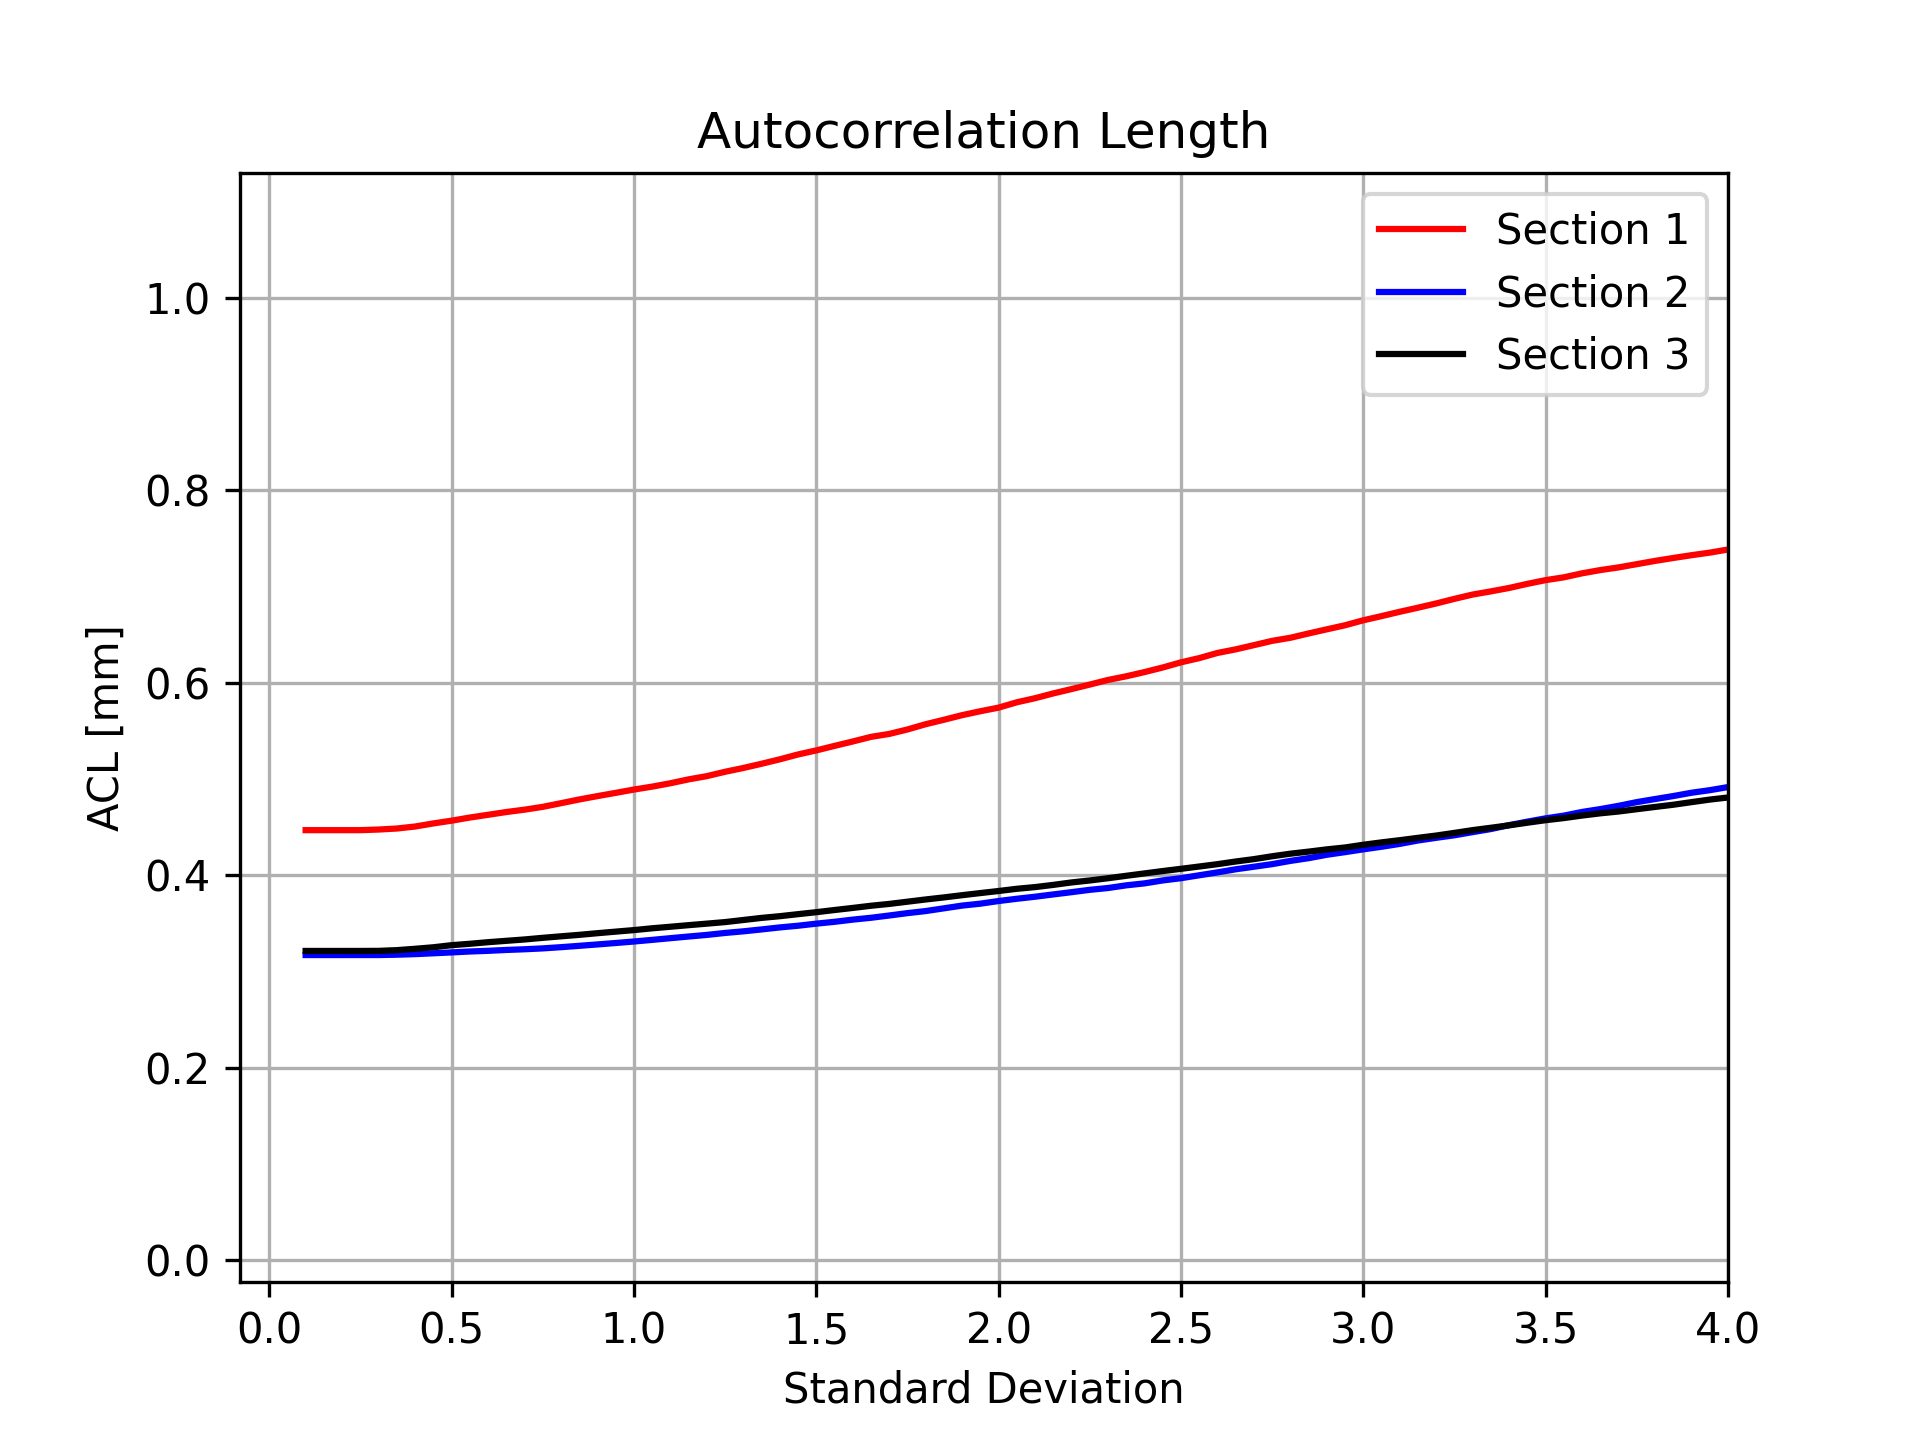 Autocorrelation Length
Section 1
Section 2
Section 3
ACL [mm]
1.0
0.8
0.6
0.4
0.2
0.0
0.0 0.5 1.0 1.5 2.0 2.5 3.0 3.5 4.0
Standard Deviation